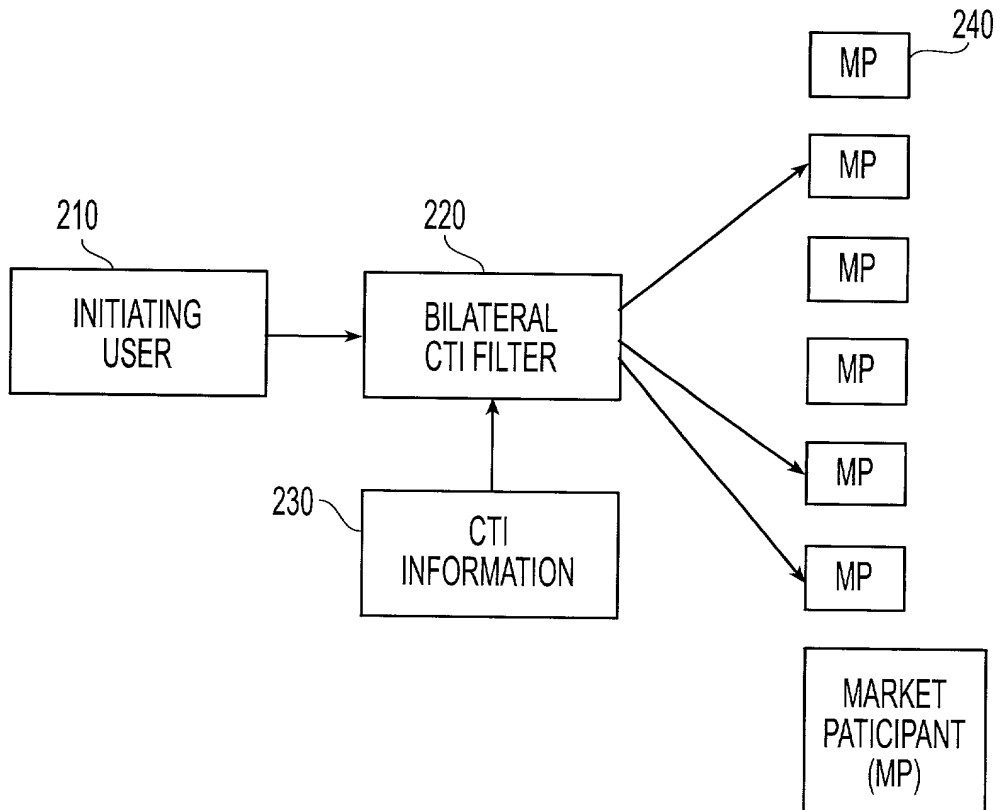 240
MP
MP
210
220
INITIATING
USER
BILATERAL
CTI FILTER
MP
MP
230
CTI
INFORMATION
MP
MP
MARKET
PATICIPANT
(MP)